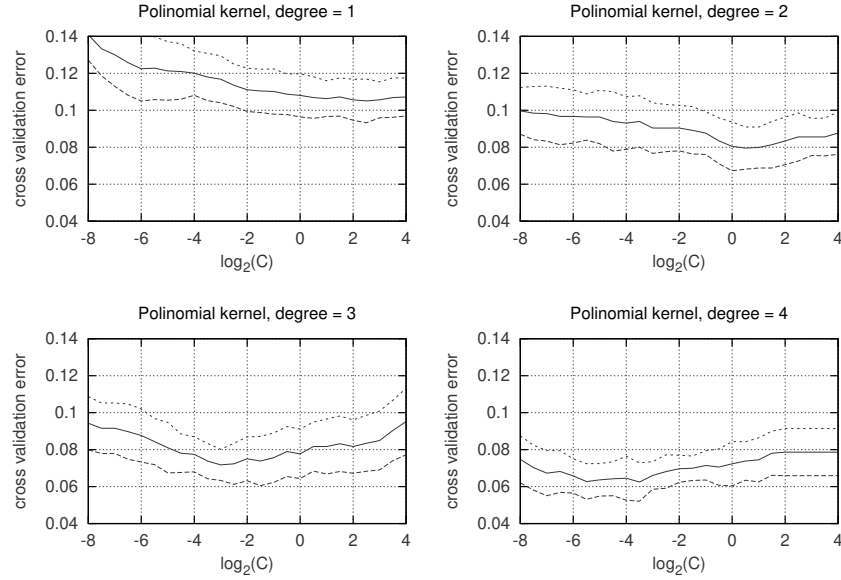 Polinomial kernel, degree = 1
0.14
0.12
0.1
0.08
0.06
0.04
cross validation error
-8 -6 -4 -2 0 2 4
log2(C)
Polinomial kernel, degree = 2
0.14
0.12
0.1
0.08
0.06
0.04
cross validation error
-8 -6 -4 -2 0 2 4
log2(C)
Polinomial kernel, degree = 3
0.14
0.12
0.1
0.08
0.06
0.04
cross validation error
-8 -6 -4 -2 0 2 4
log2(C)
Polinomial kernel, degree = 4
0.14
0.12
0.1
0.08
0.06
0.04
cross validation error
-8 -6 -4 -2 0 2 4
log2(C)